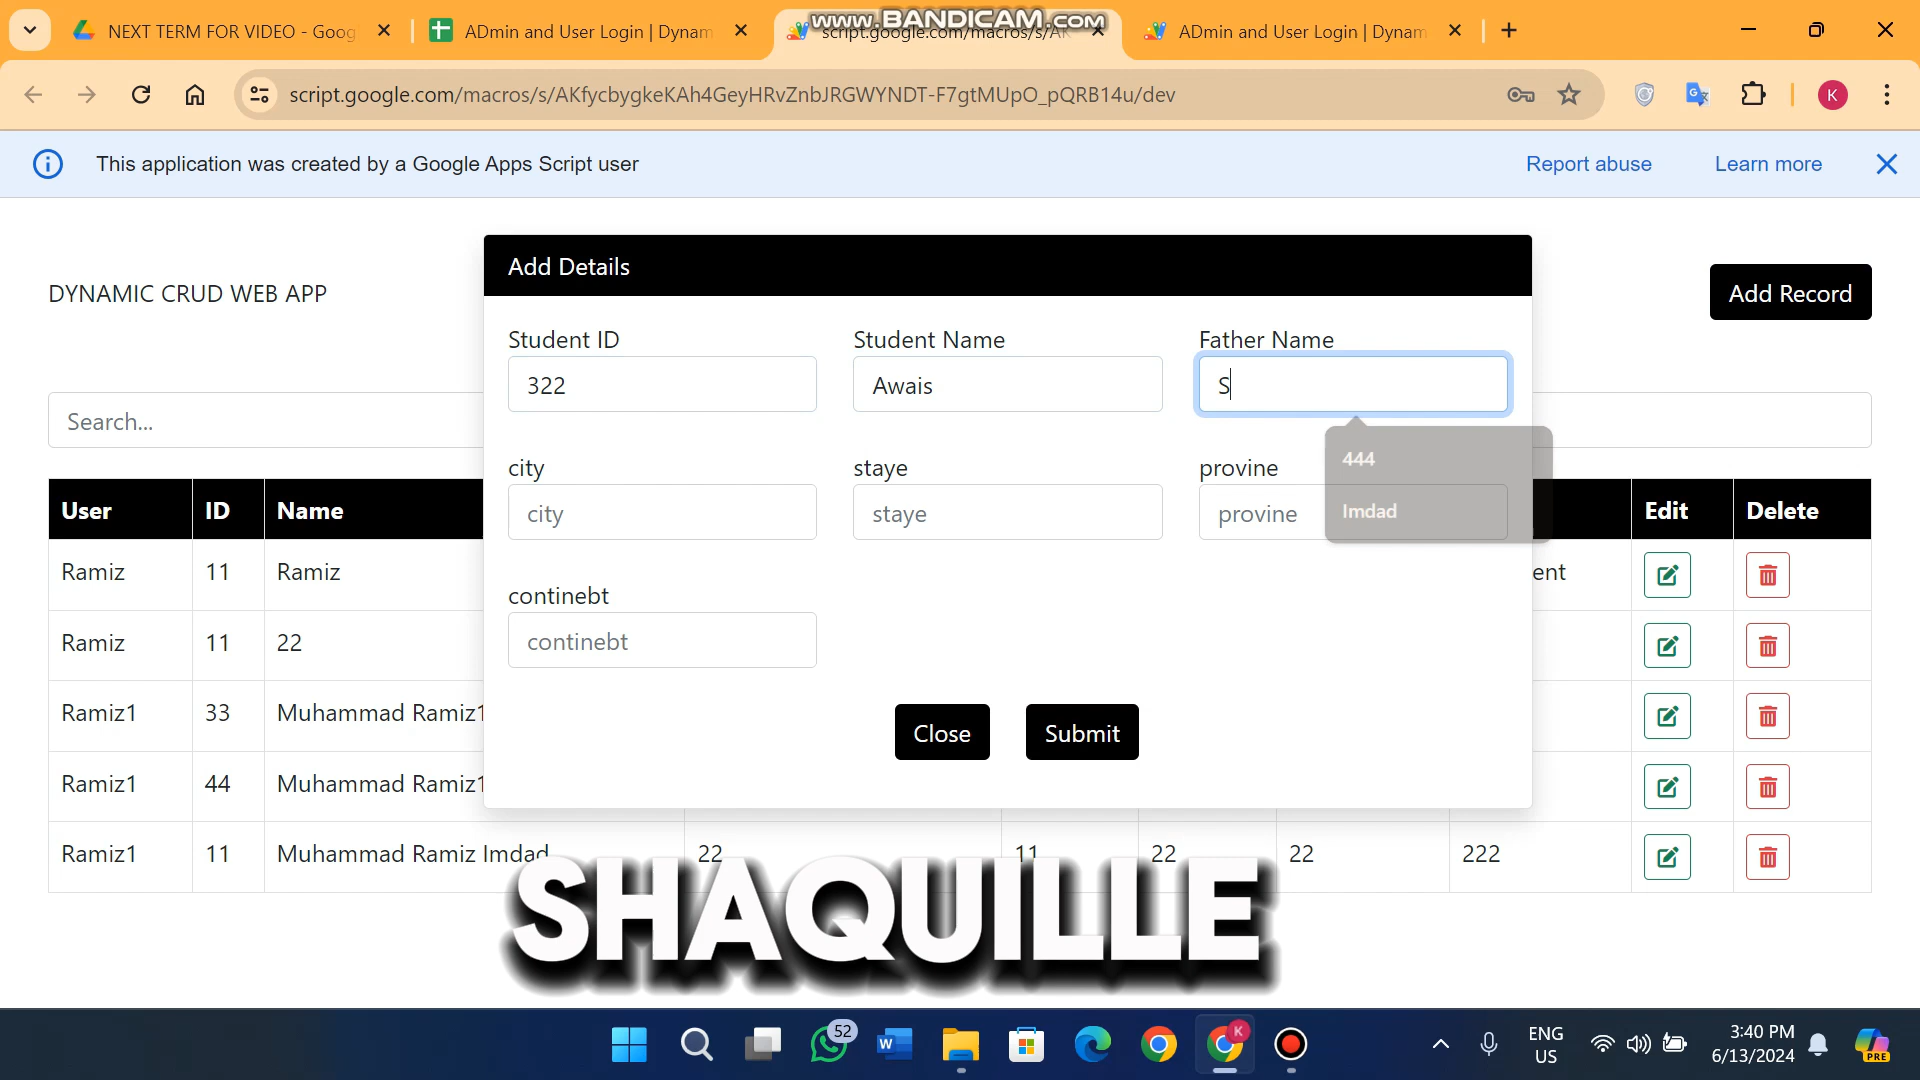 www.BANDICAM.com
NEXT TERM FOR VIDEO - Goog
ADmin and User Login | Dynam
script.google.com/macros/s/AK
ADmin and User Login | Dynam
script.google.com/macros/s/AKfycbygkeKAh4GeyHRvZnbJRGWYNDT-F7gtMUpO_pQRB14u/dev
K
This application was created by a Google Apps Script user
Report abuse
Learn more
DYNAMIC CRUD WEB APP
Add Record
Search...
Add Details
Student ID
Student Name
Father Name
322
Awais
S
444
Imdad
city
staye
provine
city
staye
provine
continebt
continebt
Close
Submit
User ID Name Edit Delete
Ramiz 11 Ramiz ent
Ramiz 11 22
Ramiz1 33 Muhammad Ramiz1
Ramiz1 44 Muhammad Ramiz1
Ramiz1 11 Muhammad Ramiz Imdad 22 11 22 22 222
SHAQUILLE
52
W
K
ENG
US
3:40 PM
6/13/2024
PRE